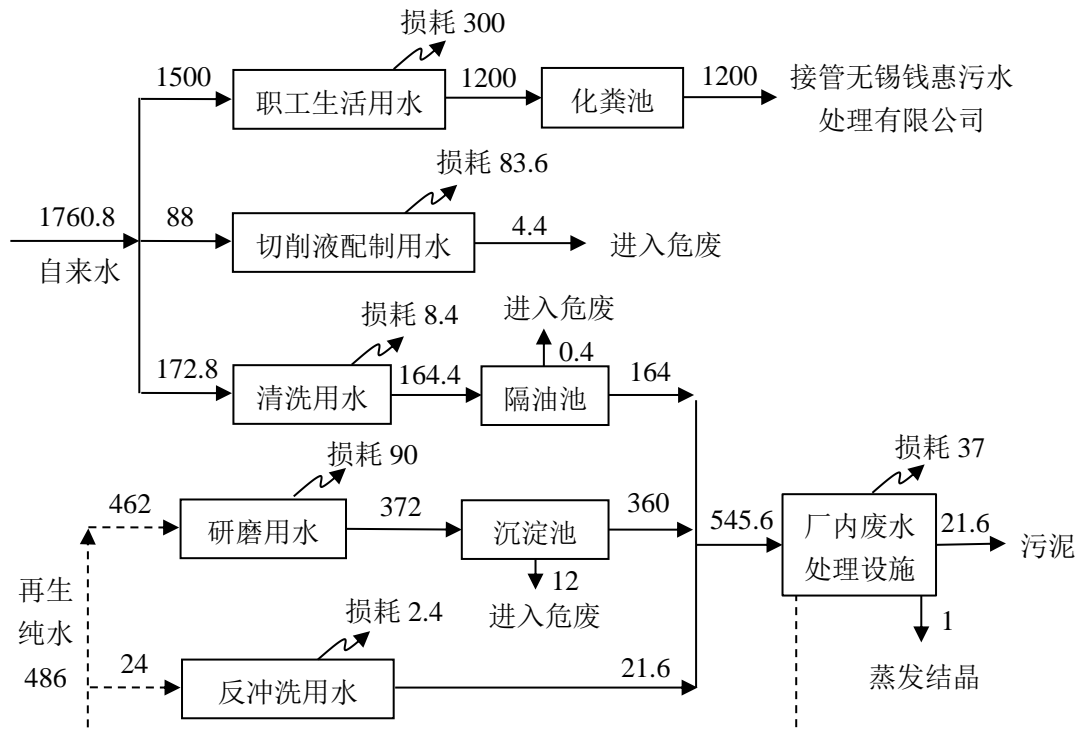 损耗 300
1500
职工生活用水
1200
化粪池
1200
接管无锡钱惠污水
处理有限公司
损耗 83.6
1760.8
自来水
88
切削液配制用水
4.4
进入危废
损耗 8.4
进入危废
0.4
172.8
清洗用水
164.4
隔油池
164
损耗 90
损耗 37
462
研磨用水
372
沉淀池
360
545.6
厂内废水
处理设施
21.6
污泥
12
进入危废
再生
纯水
486
损耗 2.4
24
反冲洗用水
21.6
1
蒸发结晶